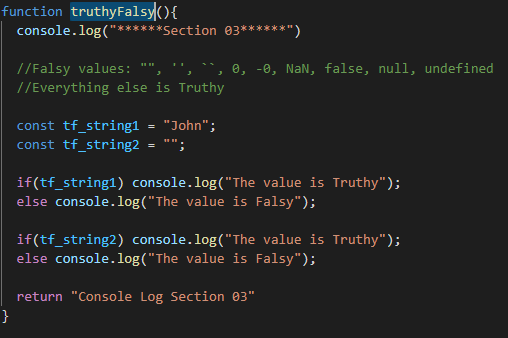 function truthyFalsy(){
console.log("******Section 03******")
//Falsy values: "", '', ``, 0, -0, NaN, false, null, undefined
//Everything else is Truthy
const tf_string1 = "John";
const tf_string2 = "";
if(tf_string1) console.log("The value is Truthy");
else console.log("The value is Falsy");
if(tf_string2) console.log("The value is Truthy");
else console.log("The value is Falsy");
return "Console Log Section 03"
}